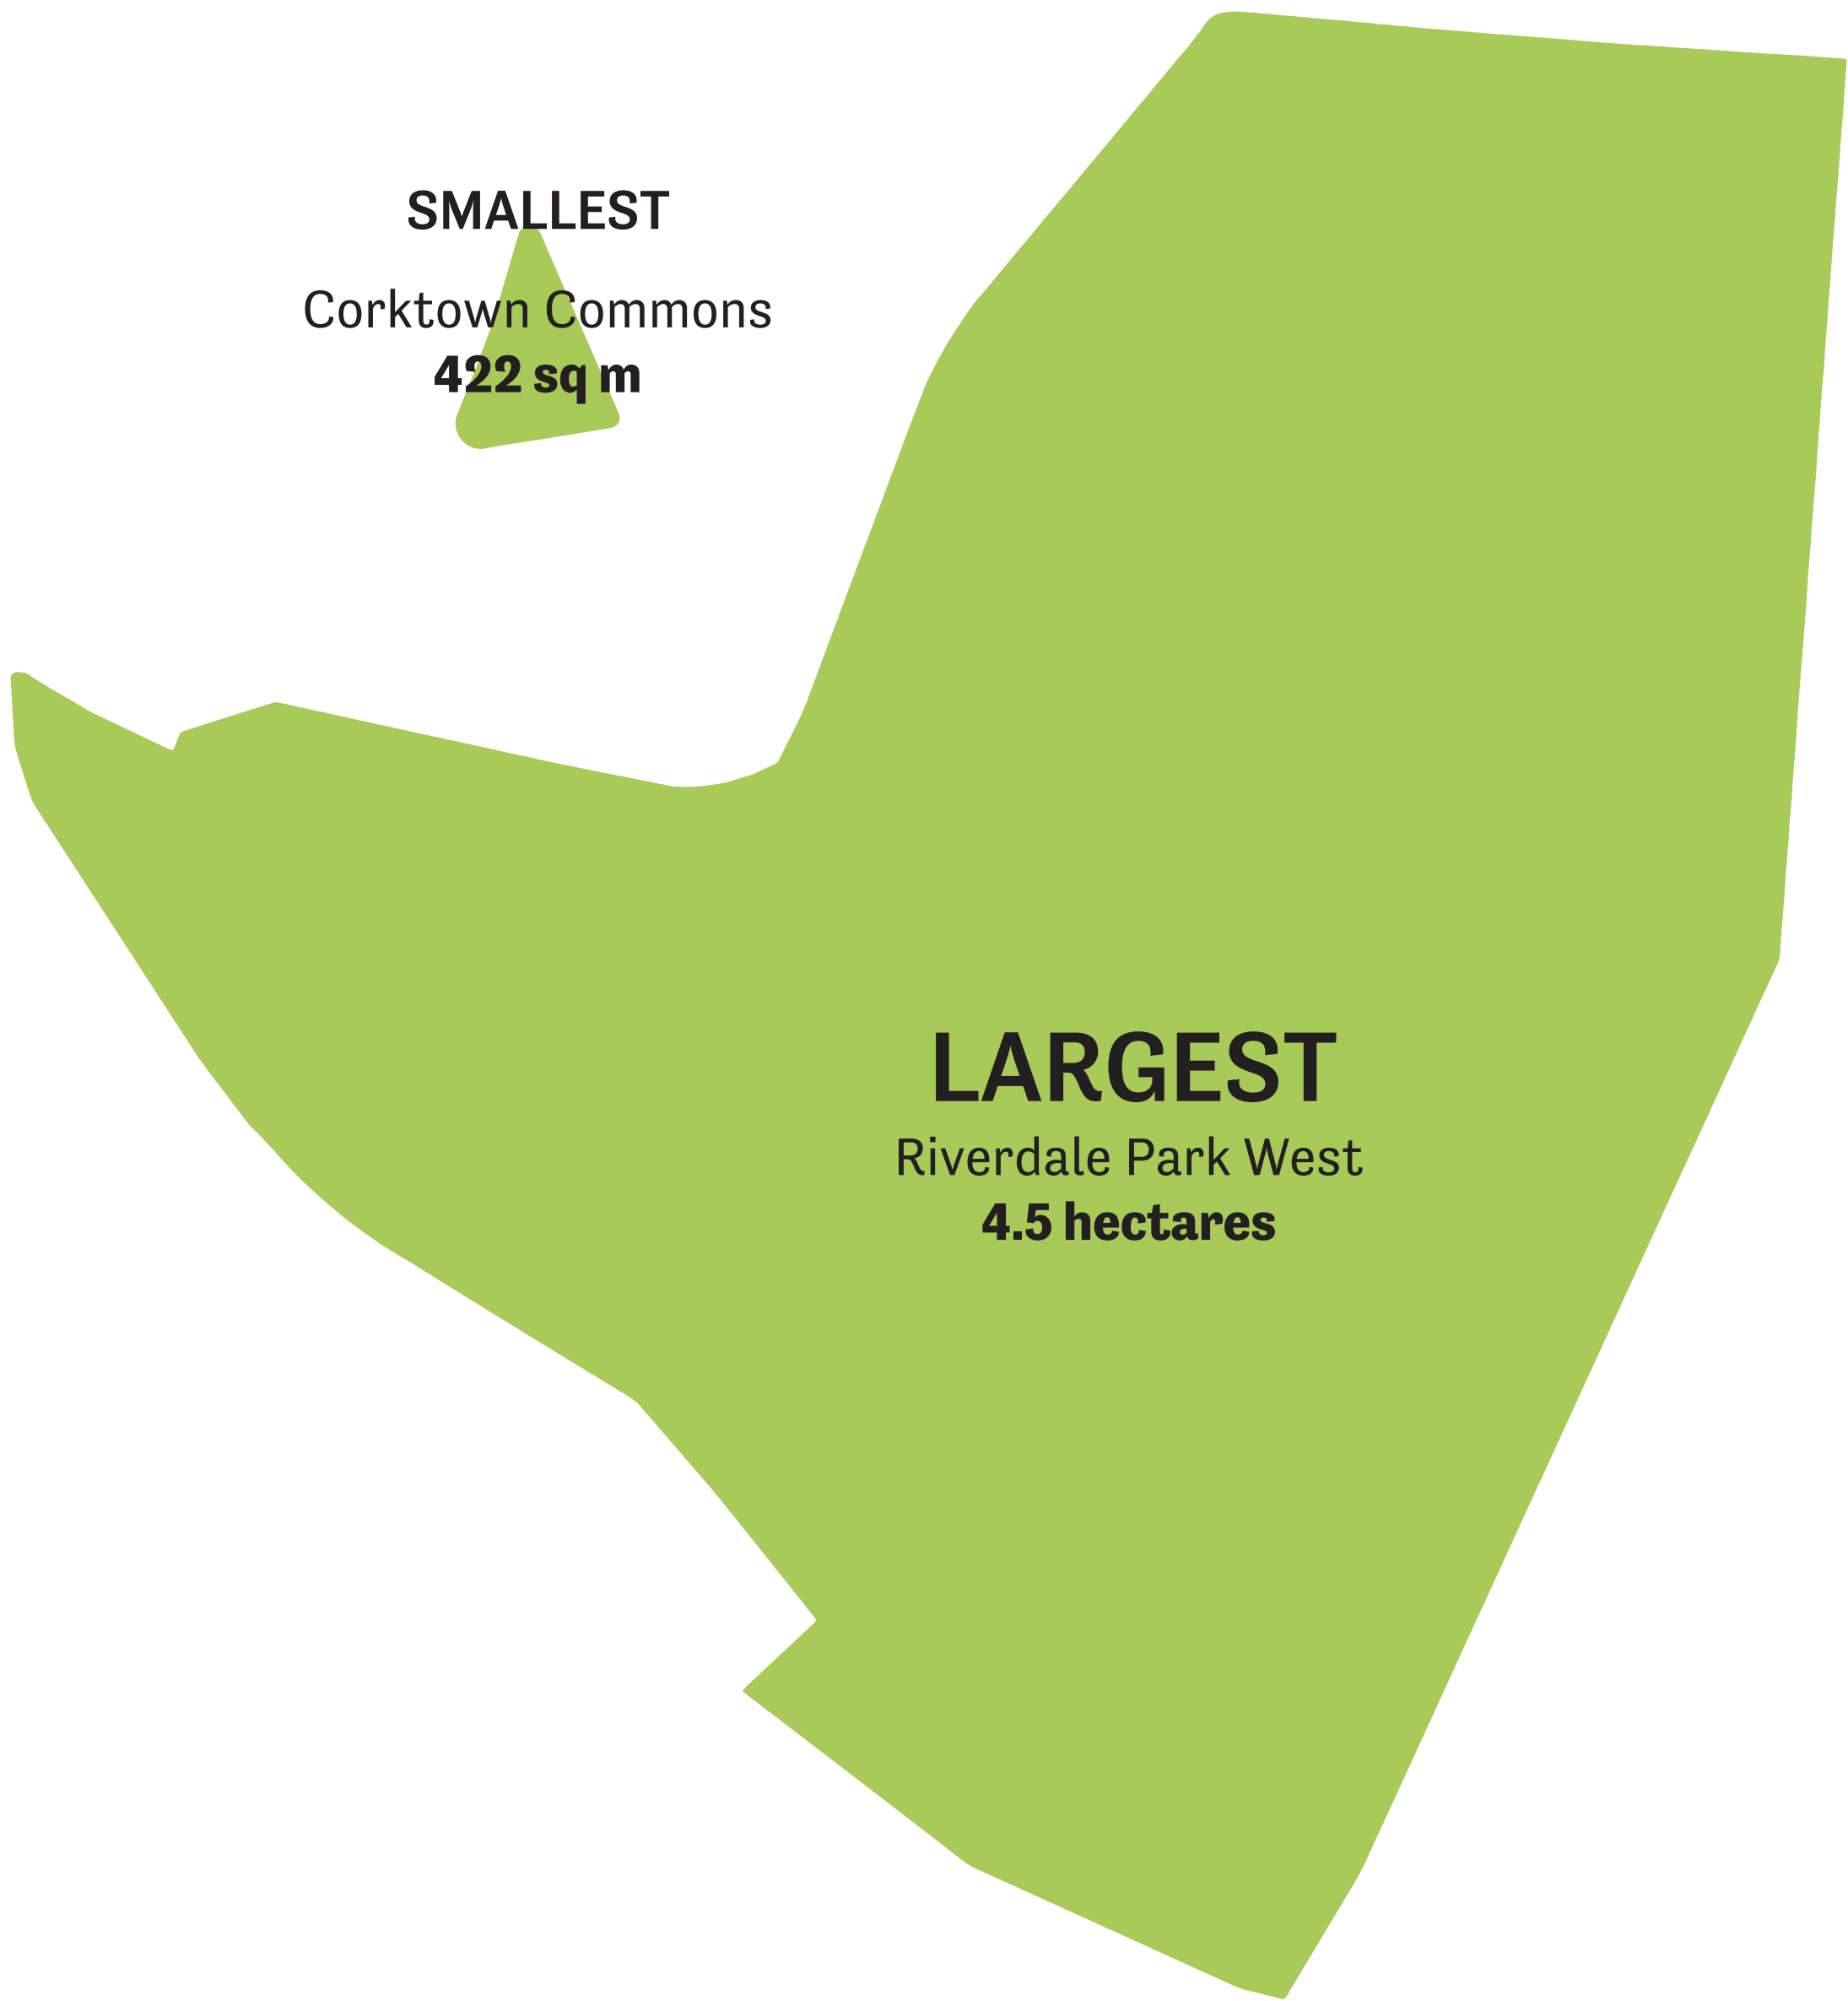 SMALLEST
Corktown Commons
422 sq m
LARGEST
Riverdale Park West
4.5 hectares